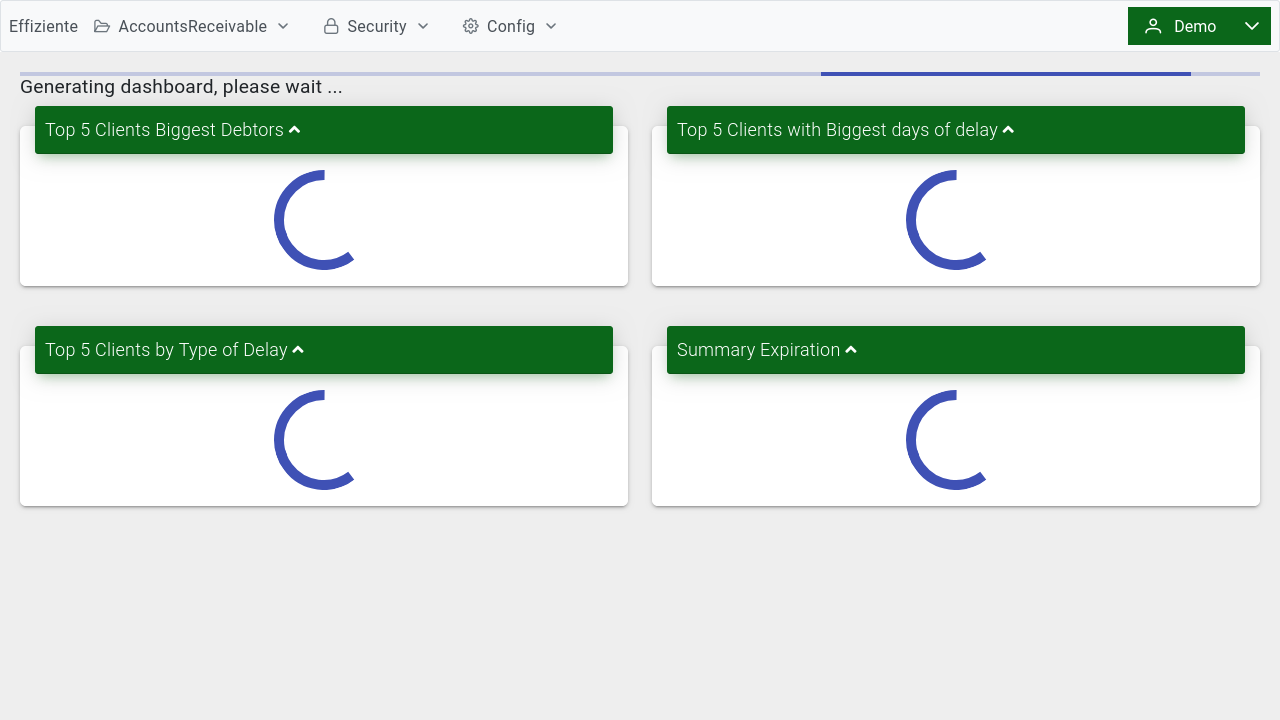 Effiziente AccountsReceivable Security Config Demo
Generating dashboard, please wait ...
Top 5 Clients Biggest Debtors
Top 5 Clients with Biggest days of delay
Top 5 Clients by Type of Delay
Summary Expiration